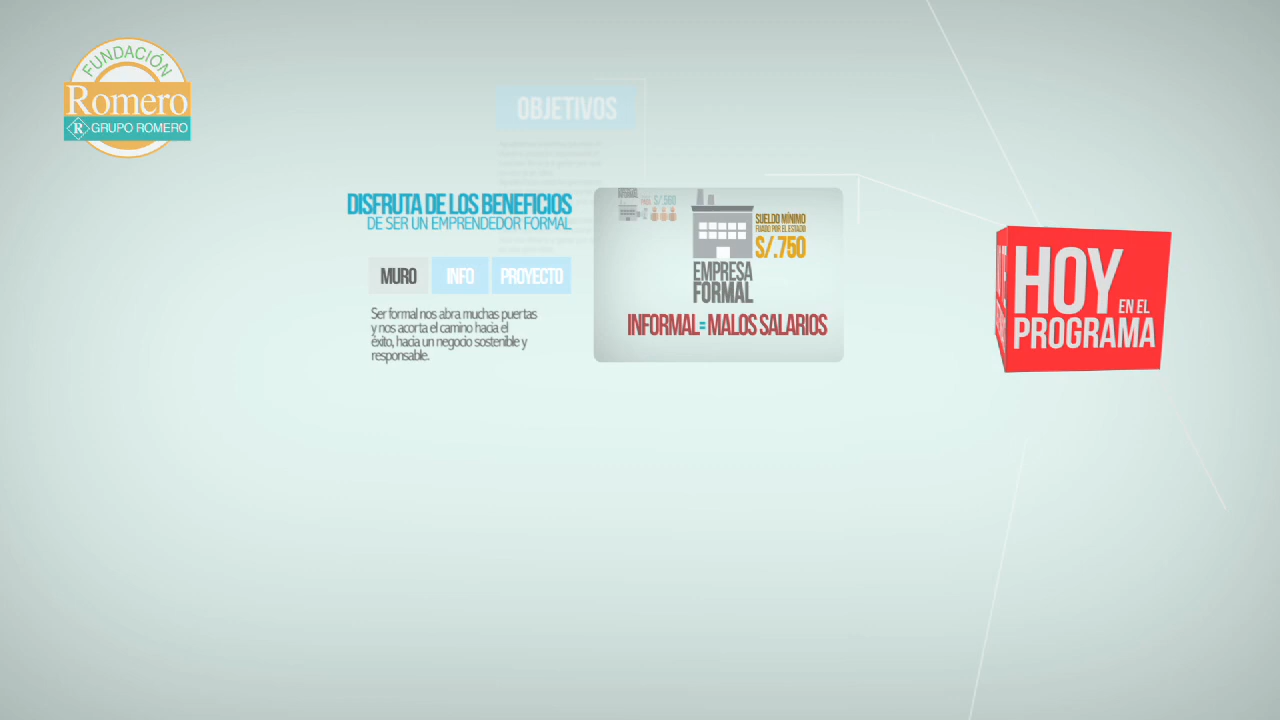 FUNDACIÓN
Romero
R GRUPO ROMERO
OBJETIVOS
DISFRUTA DE LOS BENEFICIOS
DE SER UN EMPRENDEDOR FORMAL
MURO INFO PROYECTO
Ser formal nos abra muchas puertas
y nos acorta el camino hacia el
éxito, hacia un negocio sostenible y
responsable.
S/.560
SUELDO MÍNIMO
FIJADO POR EL ESTADO
S/.750
EMPRESA
FORMAL
INFORMAL = MALOS SALARIOS
HOY
EN EL
PROGRAMA